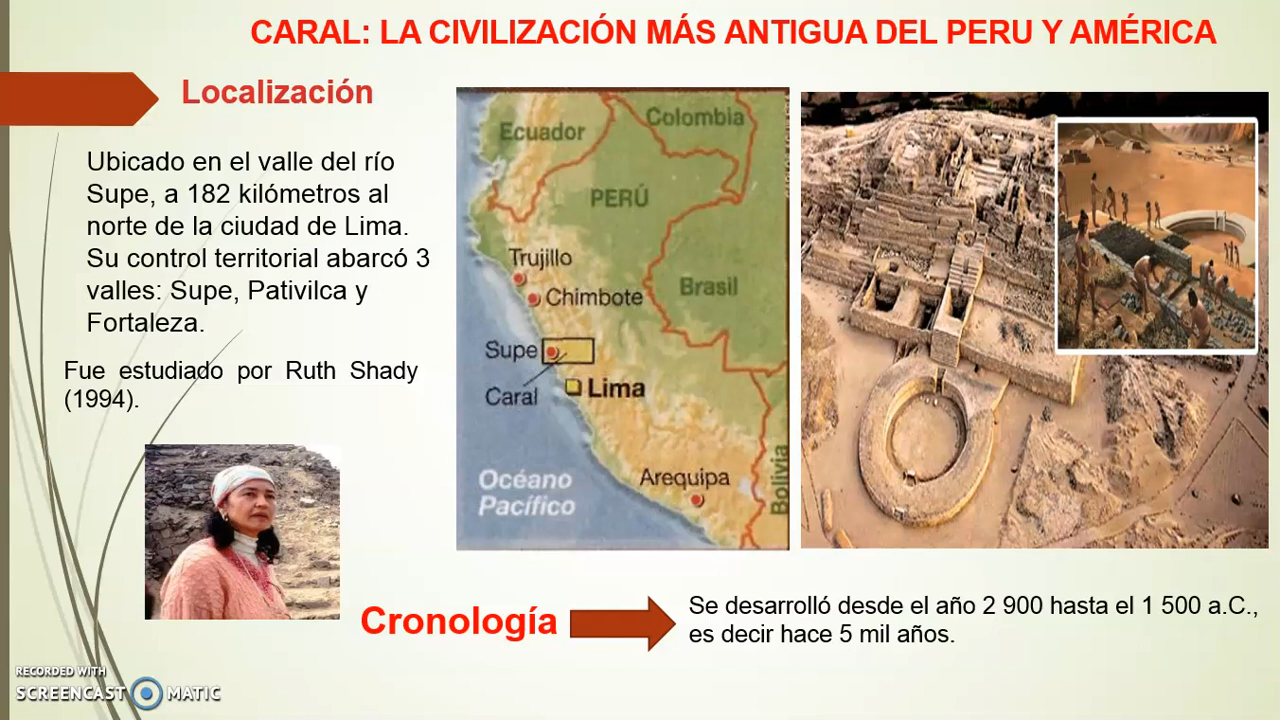 CARAL: LA CIVILIZACIÓN MÁS ANTIGUA DEL PERU Y AMÉRICA
Localización
Ubicado en el valle del río
Supe, a 182 kilómetros al
norte de la ciudad de Lima.
Su control territorial abarcó 3
valles: Supe, Pativilca y
Fortaleza.
Fue estudiado por Ruth Shady
(1994).
Ecuador
Colombia
PERÚ
Trujillo
Chimbote
Brasil
Supe
Caral
Lima
Océano
Pacífico
Arequipa
Bolivia
Cronología
Se desarrolló desde el año 2 900 hasta el 1 500 a.C.,
es decir hace 5 mil años.
RECORDED WITH
SCREENCAST MATIC